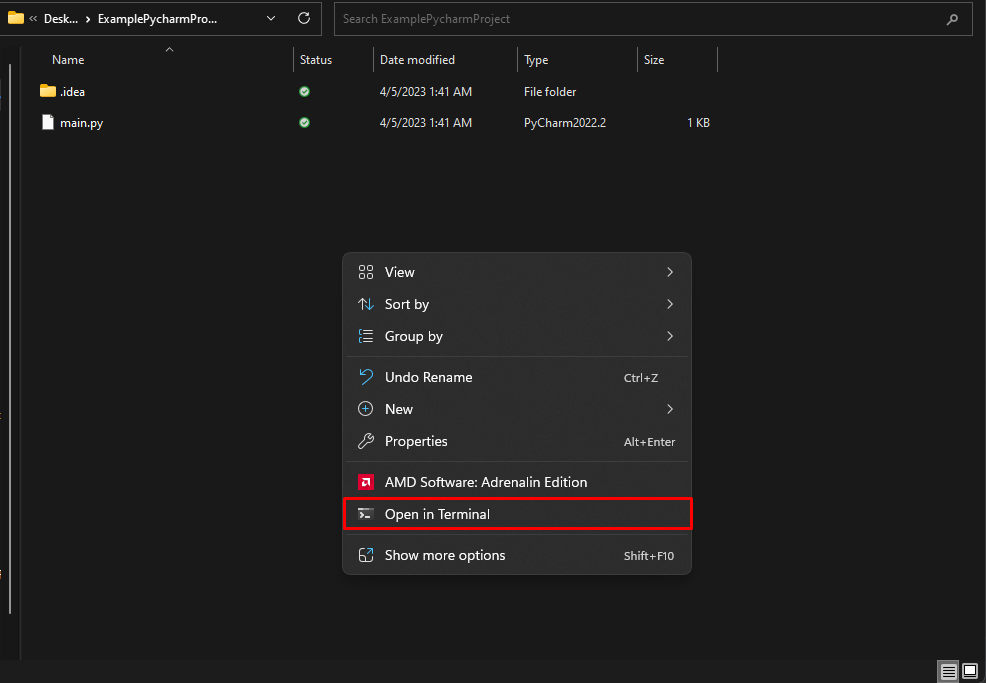 « Desk... › ExamplePycharmPro...
Search ExamplePycharmProject
Name Status Date modified Type Size
.idea 4/5/2023 1:41 AM File folder
main.py 4/5/2023 1:41 AM PyCharm2022.2 1 KB
View
Sort by
Group by
Undo Rename Ctrl+Z
New
Properties Alt+Enter
AMD Software: Adrenalin Edition
Open in Terminal
Show more options Shift+F10